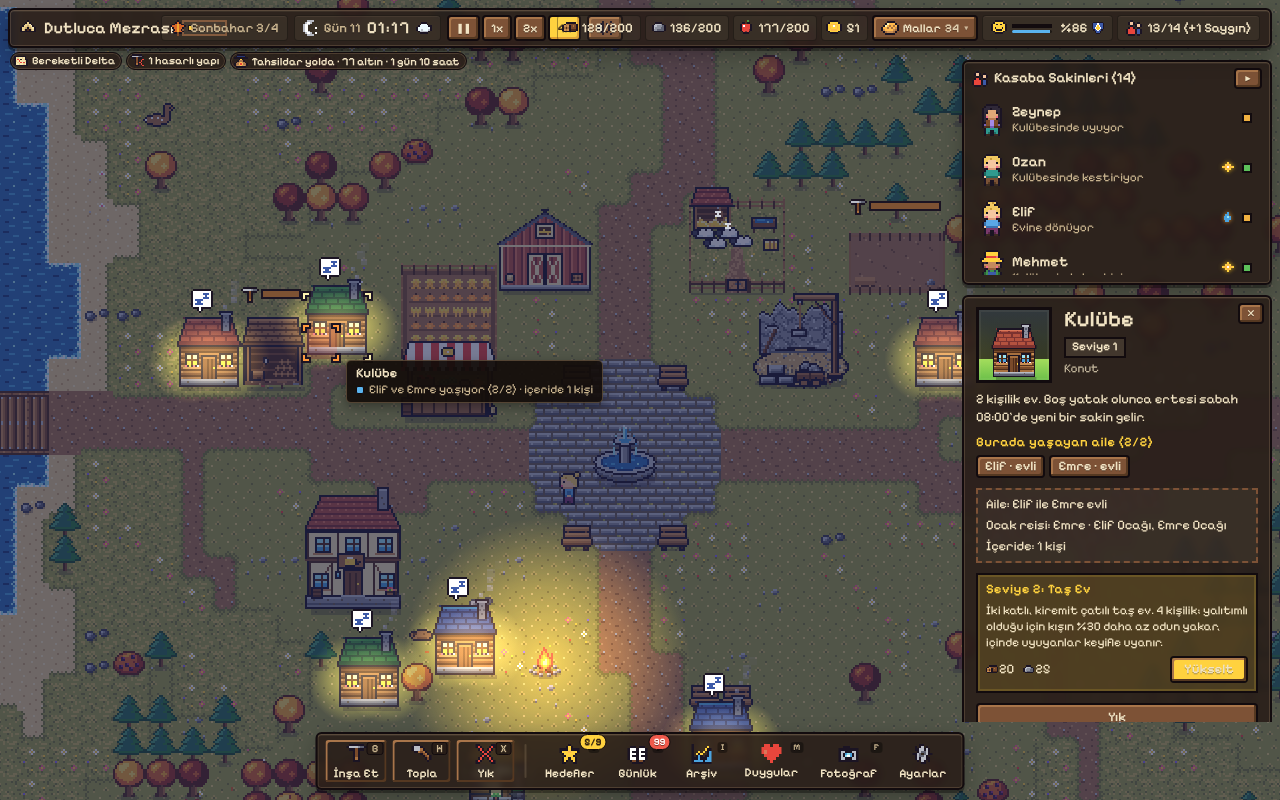 Dutluca Mezrası
Sonbahar 3/4
Gün 11 01:17
1x
128/200
136/200
177/200
Mallar 34
%86
13/14 (+1 Saygın)
Gereketli Delta
1 hasarlı yapı
Tahsildar yolda · 77 altın · 1 gün 10 saat
Kasaba Sakinleri (14)
Zeynep
Kulübesinde uyuyor
Ozan
Kulübesinde kestiriyor
Elif
Evine dönüyor
Mehmet
Kulübe
Elif ve Emre yaşıyor (2/2) · içeride 1 kişi
Kulübe
Seviye 1
Konut
2 kişilik ev. Boş yatak olunca ertesi sabah
08:00'de yeni bir sakin gelir.
Burada yaşayan aile (2/2)
Elif · evli
Emre · evli
Aile: Elif ile Emre evli
Ocak reisi: Emre · Elif Ocağı, Emre Ocağı
İçeride: 1 kişi
Seviye 2: Taş Ev
İki katlı, kiremit çatılı taş ev. 4 kişilik; yalıtımlı
olduğu için kışın %30 daha az odun yakar,
içinde uyuyanlar keyifle uyanır.
20 25
Yükselt
Yık
İnşa Et B
Topla H
Yık X
Hedefler
Günlük 99
Arşiv I
Duygular M
Fotoğraf F
Ayarlar